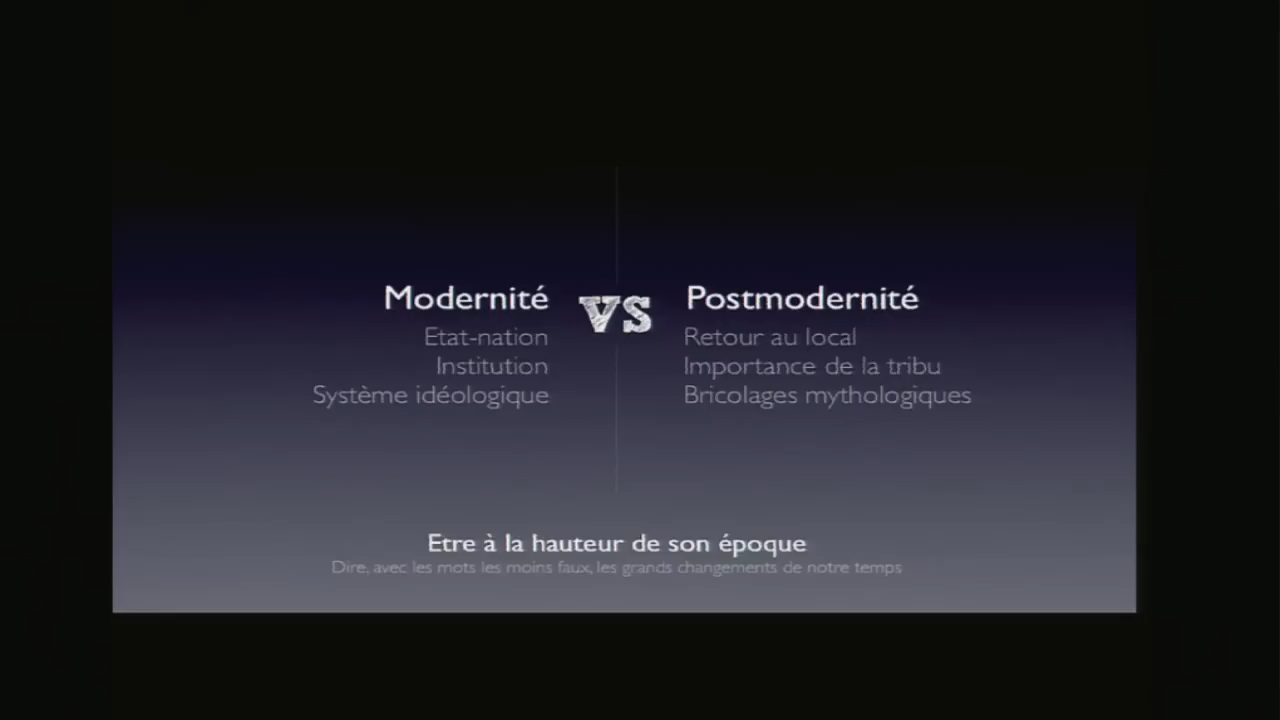 Modernité VS Postmodernité
Etat-nation
Institution
Système idéologique
Retour au local
Importance de la tribu
Bricolages mythologiques
Etre à la hauteur de son époque
Dire, avec les mots les moins faux, les grands changements de notre temps